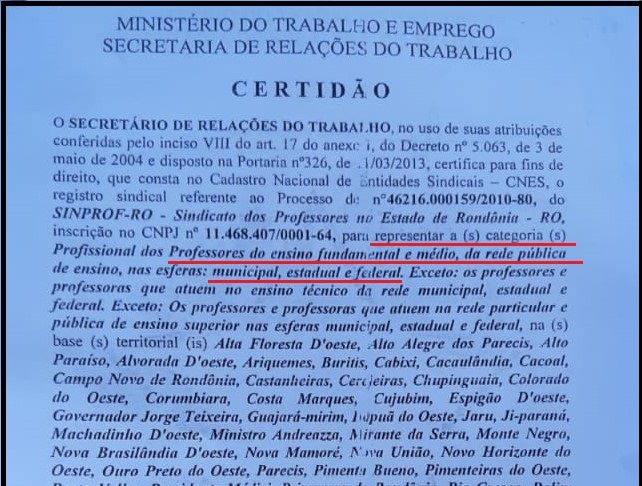 MINISTÉRIO DO TRABALHO E EMPREGO
SECRETARIA DE RELAÇÕES DO TRABALHO
CERTIDÃO
O SECRETÁRIO DE RELAÇÕES DO TRABALHO, no uso de suas atribuições
conferidas pelo inciso VIII do art. 17 do anexo I, do Decreto nº 5.063, de 3 de
maio de 2004 e disposto na Portaria nº326, de /03/2013, certifica para fins de
direito, que consta no Cadastro Nacional de Entidades Sindicais – CNES, o
registro sindical referente ao Processo de nº46216.000159/2010-80, do
SINPROF-RO - Sindicato dos Professores no Estado de Rondônia - RO,
inscrição no CNPJ nº 11.468.407/0001-64, para representar a (s) categoria (s)
Profissional dos Professores do ensino fundamental e médio, da rede pública
de ensino, nas esferas: municipal, estadual e federal. Exceto: os professores e
professoras que atuem no ensino técnico da rede municipal, estadual e
federal. Exceto: Os professores e professoras que atuam na rede particular e
pública de ensino superior nas esferas municipal, estadual e federal, na (s)
base (s) territorial (is) Alta Floresta D'oeste, Alto Alegre dos Parecis, Alto
Paraíso, Alvorada D'oeste, Ariquemes, Buritis, Cabixi, Cacaulândia, Cacoal,
Campo Novo de Rondônia, Castanheiras, Cerejeiras, Chupinguaia, Colorado
do Oeste, Corumbiara, Costa Marques, Cujubim, Espigão D'oeste,
Governador Jorge Teixeira, Guajará-mirim, Itapuã do Oeste, Jaru, Ji-paraná,
Machadinho D'oeste, Ministro Andreazza, Mirante da Serra, Monte Negro,
Nova Brasilândia D'oeste, Nova Mamoré, Nova União, Novo Horizonte do
Oeste, Ouro Preto do Oeste, Parecis, Pimenta Bueno, Pimenteiras do Oeste,